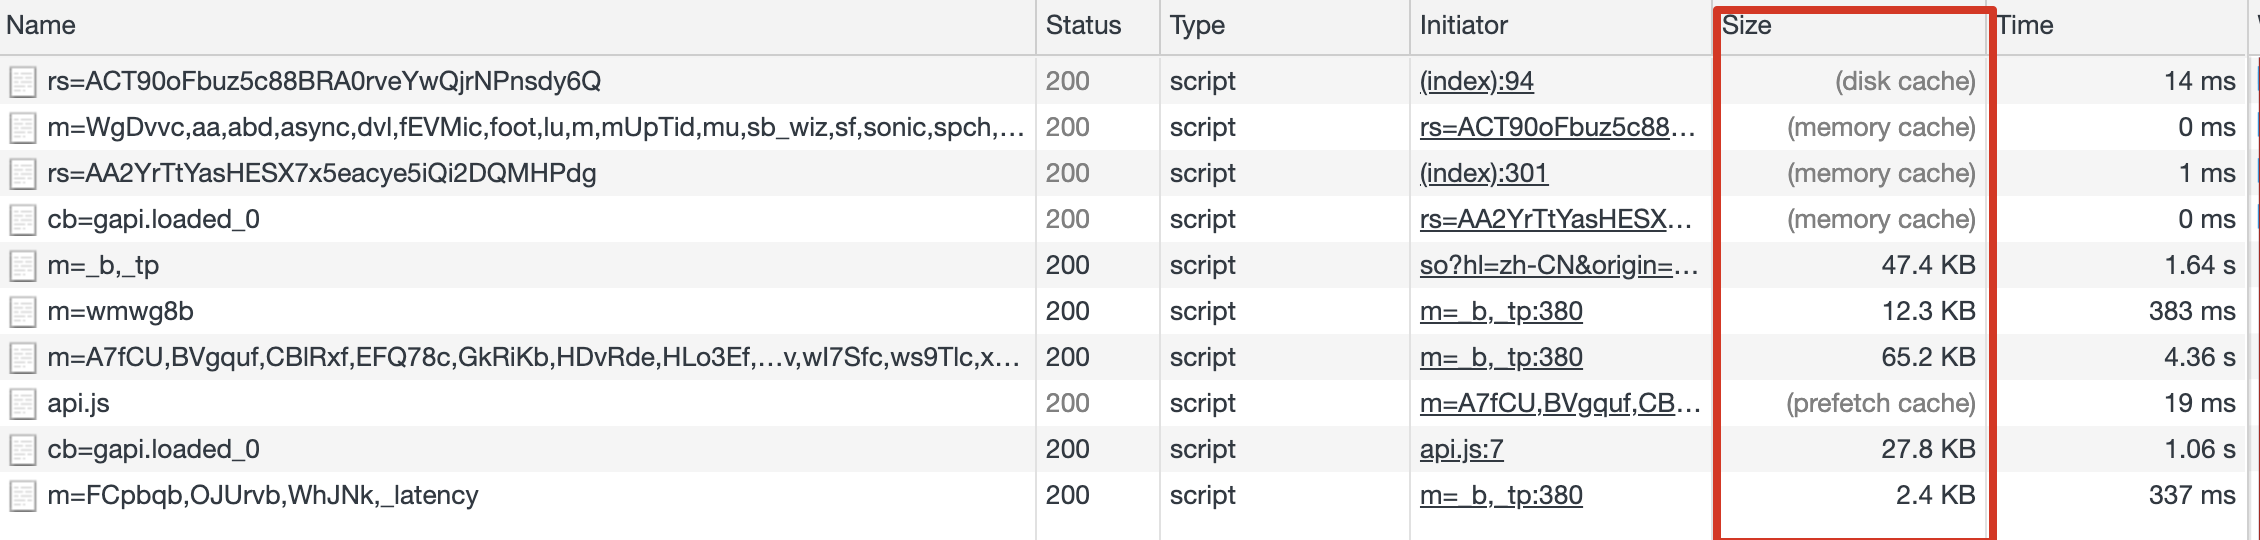 Name Status Type Initiator Size Time
rs=ACT90oFbuz5c88BRA0rveYwQjrNPnsdy6Q 200 script (index):94 (disk cache) 14 ms
m=WgDvvc,aa,abd,async,dvl,fEVMic,foot,lu,m,mUpTid,mu,sb_wiz,sf,sonic,spch,... 200 script rs=ACT90oFbuz5c88... (memory cache) 0 ms
rs=AA2YrTtYasHESX7x5eacye5iQi2DQMHPdg 200 script (index):301 (memory cache) 1 ms
cb=gapi.loaded_0 200 script rs=AA2YrTtYasHESX... (memory cache) 0 ms
m=_b,_tp 200 script so?hl=zh-CN&origin=... 47.4 KB 1.64 s
m=wmwg8b 200 script m=_b,_tp:380 12.3 KB 383 ms
m=A7fCU,BVgquf,CBlRxf,EFQ78c,GkRiKb,HDvRde,HLo3Ef,...v,wI7Sfc,ws9Tlc,x... 200 script m=_b,_tp:380 65.2 KB 4.36 s
api.js 200 script m=A7fCU,BVgquf,CB... (prefetch cache) 19 ms
cb=gapi.loaded_0 200 script api.js:7 27.8 KB 1.06 s
m=FCpbqb,OJUrvb,WhJNk,_latency 200 script m=_b,_tp:380 2.4 KB 337 ms